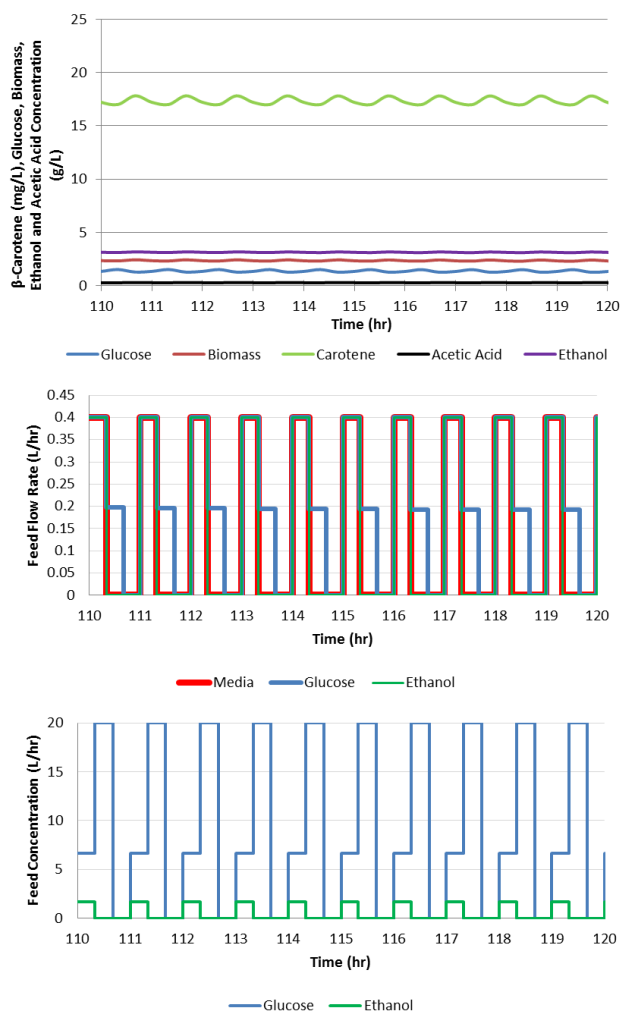 β-Carotene (mg/L), Glucose, Biomass,
Ethanol and Acetic Acid Concentration
(g/L)
25
20
15
10
5
0
110 111 112 113 114 115 116 117 118 119 120
Time (hr)
Glucose Biomass Carotene Acetic Acid Ethanol
Feed Flow Rate (L/hr)
0.45
0.4
0.35
0.3
0.25
0.2
0.15
0.1
0.05
0
110 111 112 113 114 115 116 117 118 119 120
Time (hr)
Media Glucose Ethanol
Feed Concentration (L/hr)
20
15
10
5
0
110 111 112 113 114 115 116 117 118 119 120
Time (hr)
Glucose Ethanol